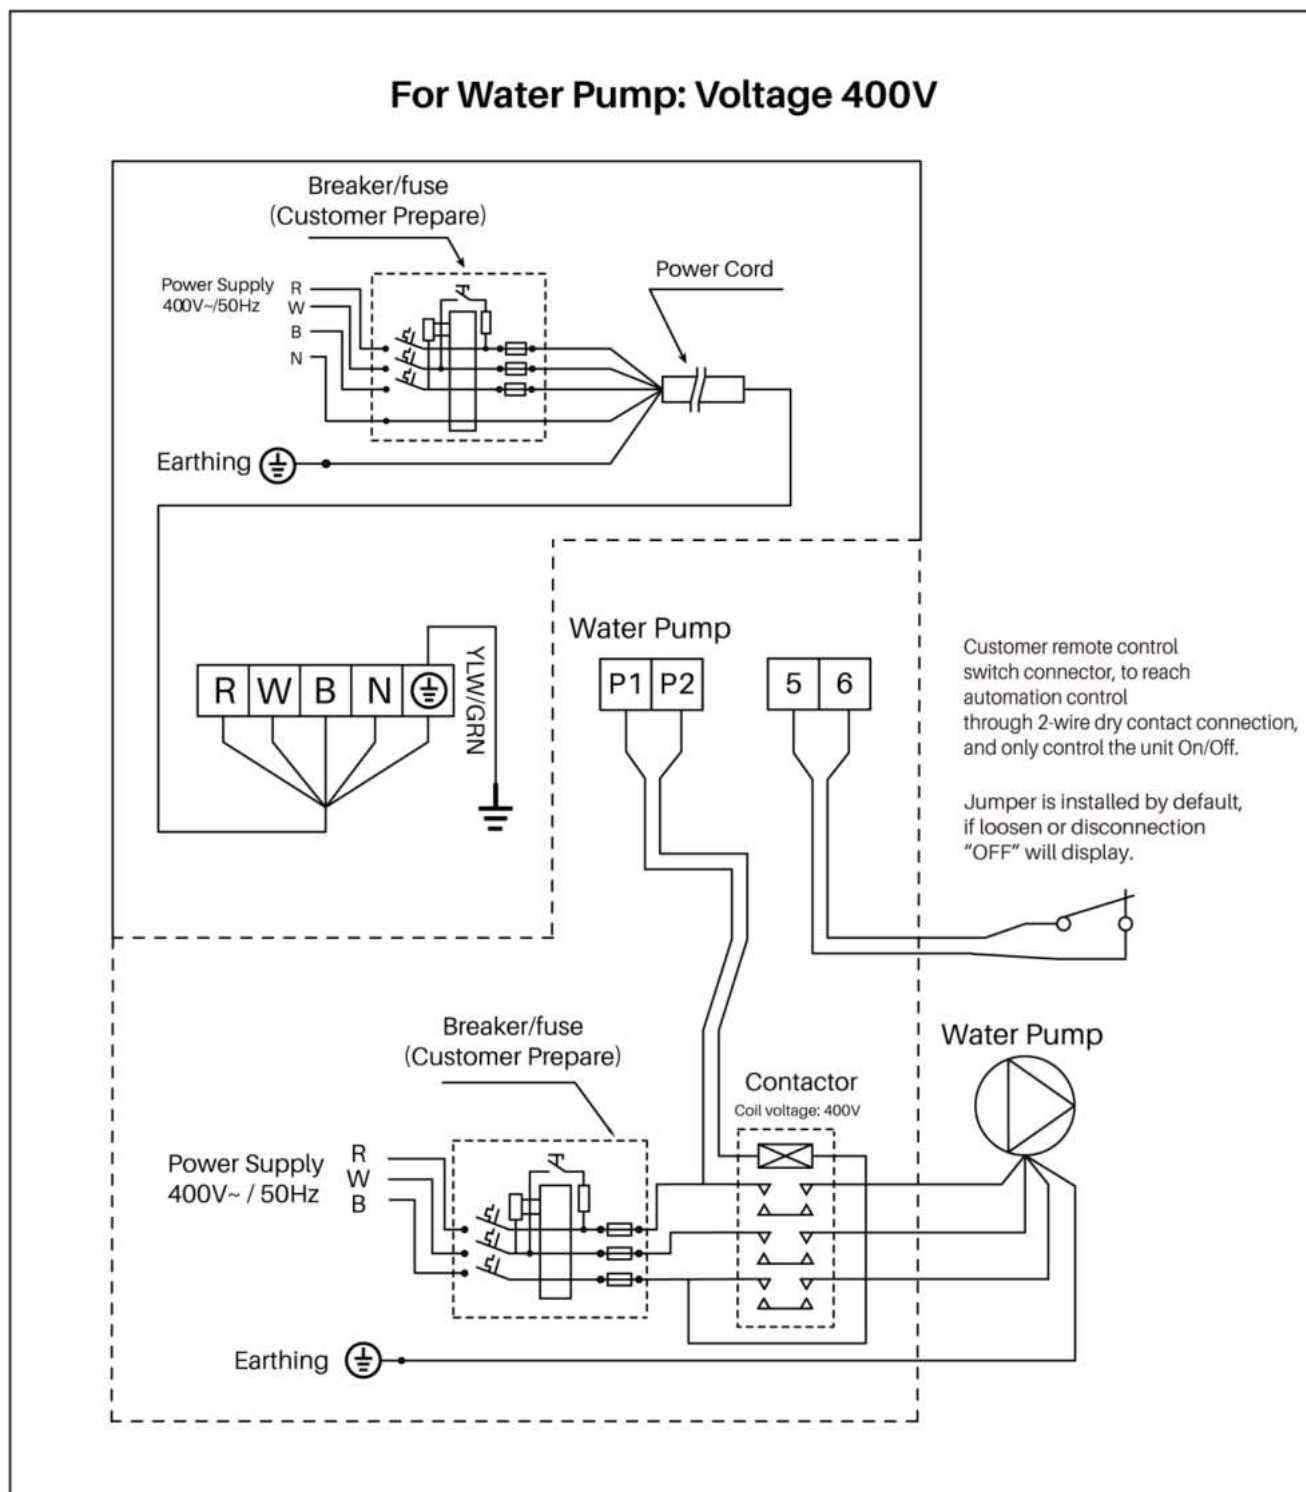 For Water Pump: Voltage 400V
Breaker/fuse
(Customer Prepare)
Power Supply
400V~/50Hz
R
W
B
N
Power Cord
Earthing
R W B N
YLW/GRN
Water Pump
P1 P2
5 6
Customer remote control
switch connector, to reach
automation control
through 2-wire dry contact connection,
and only control the unit On/Off.
Jumper is installed by default,
if loosen or disconnection
"OFF" will display.
Breaker/fuse
(Customer Prepare)
Water Pump
Contactor
Coil voltage: 400V
Power Supply
400V~ / 50Hz
R
W
B
Earthing